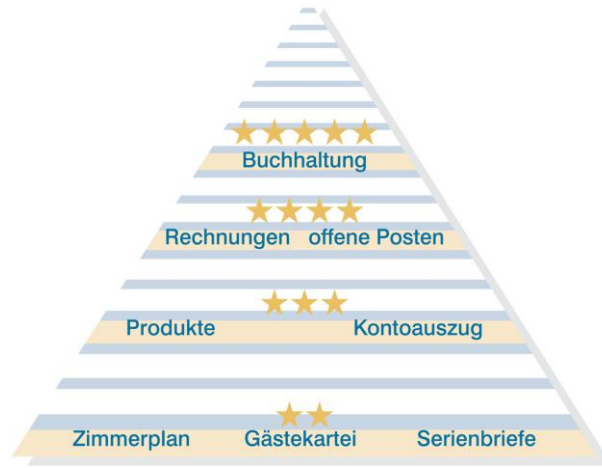 Buchhaltung
Rechnungen offene Posten
Produkte Kontoauszug
Zimmerplan Gästekartei Serienbriefe